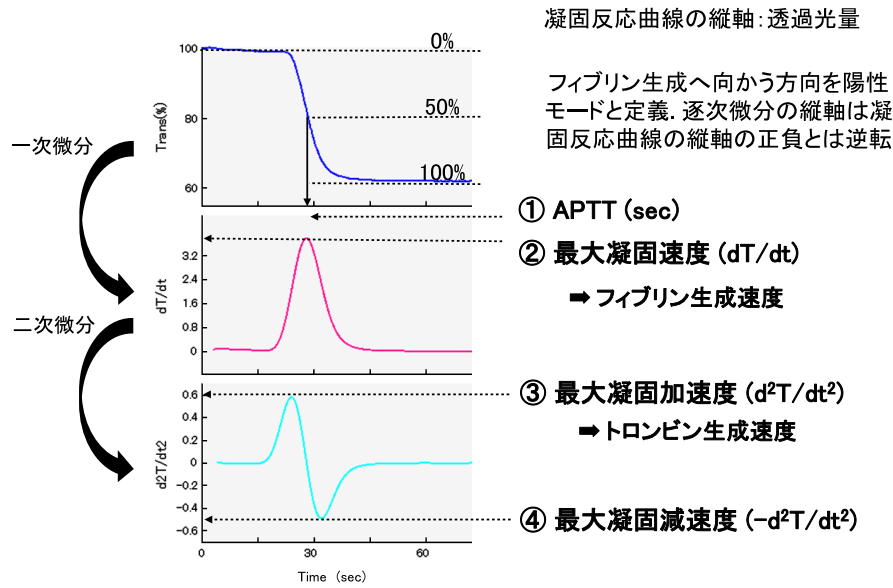 凝固反応曲線の縦軸：透過光量
フィブリン生成へ向かう方向を陽性
モードと定義．逐次微分の縦軸は凝
固反応曲線の縦軸の正負とは逆転
0%
50%
100%
100
80
60
Trans(%)
一次微分
① APTT (sec)
② 最大凝固速度 (dT/dt)
➡ フィブリン生成速度
3.2
2.4
1.6
0.8
0
dT/dt
二次微分
③ 最大凝固加速度 (d²T/dt²)
➡ トロンビン生成速度
④ 最大凝固減速度 (−d²T/dt²)
0.6
0.4
0.2
0
−0.2
−0.4
−0.6
d2T/dt2
0
30
60
Time (sec)